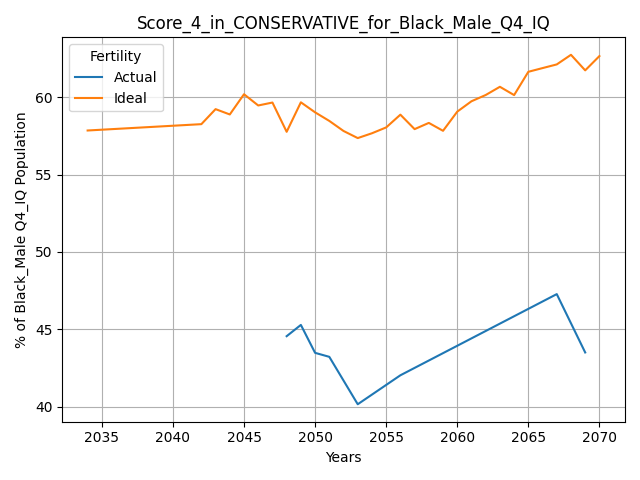 Score_4_in_CONSERVATIVE_for_Black_Male_Q4_IQ
Fertility
Actual
Ideal
% of Black_Male Q4_IQ Population
60
55
50
45
40
2035
2040
2045
2050
2055
2060
2065
2070
Years